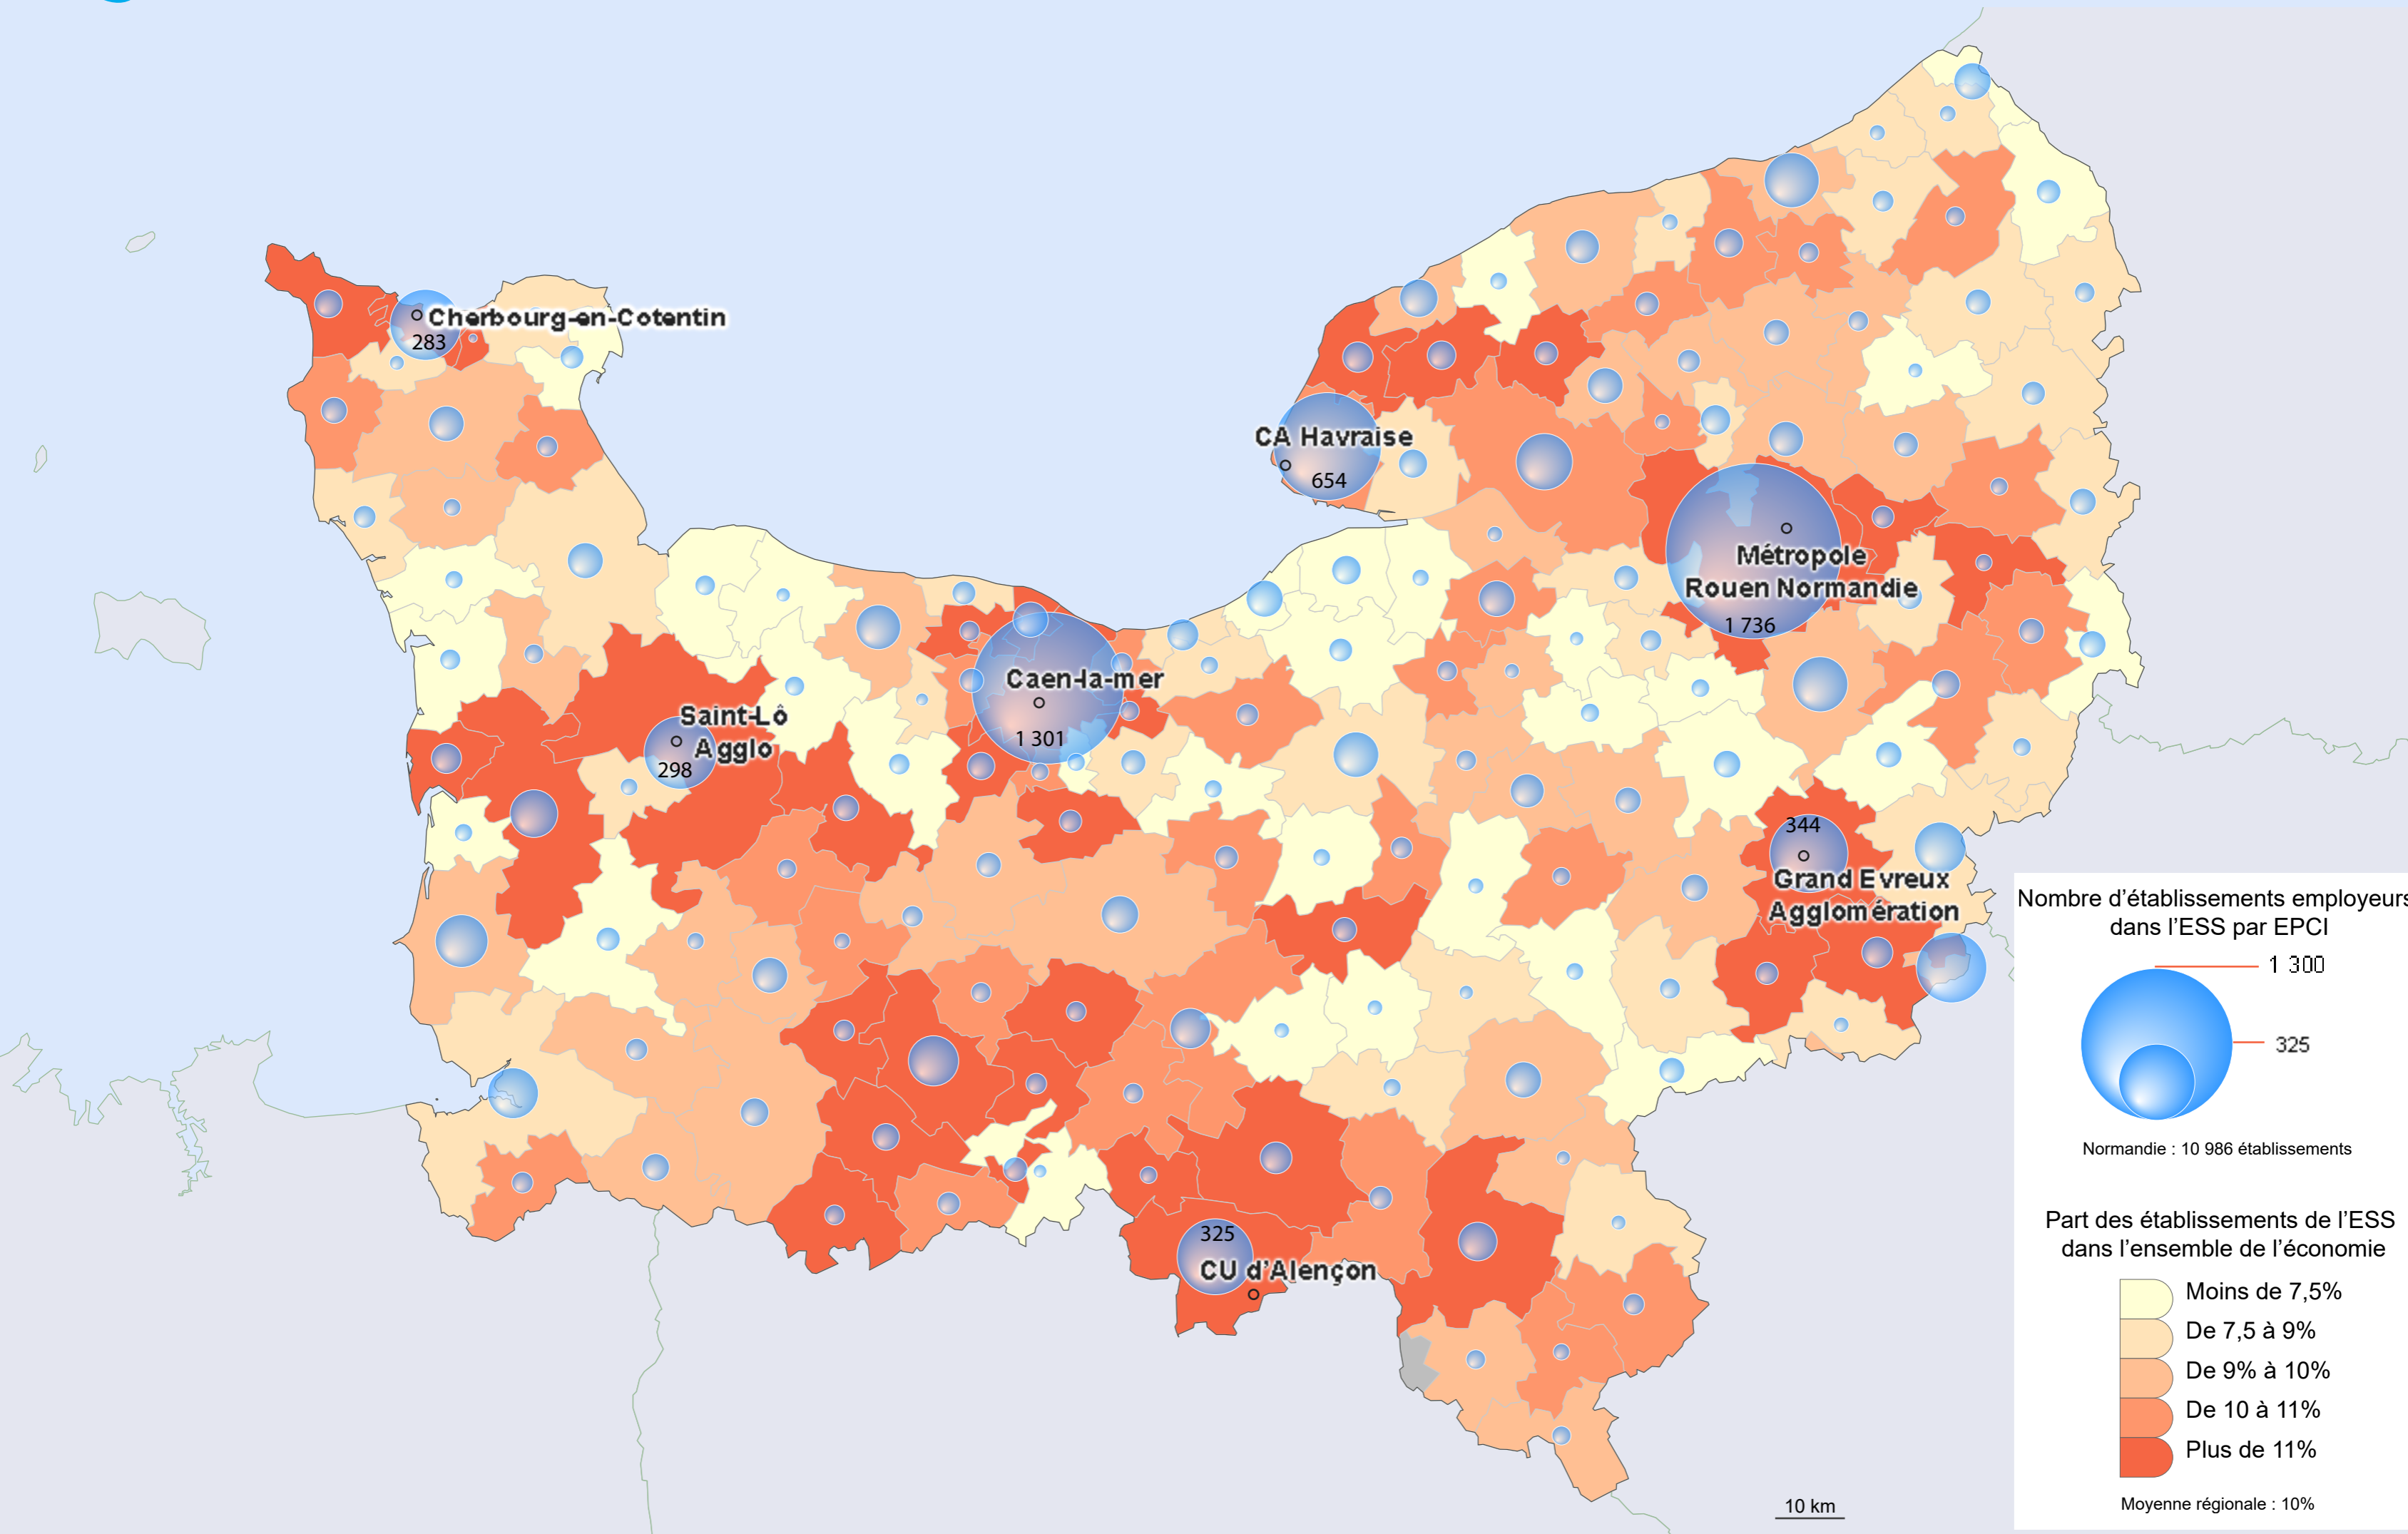 Cherbourg-en-Cotentin
283
CA Havraise
654
Métropole
Rouen Normandie
1 736
Caen-la-mer
1 301
Saint-Lô
Agglo
298
344
Grand Evreux
Agglomération
325
CU d'Alençon
Nombre d'établissements employeurs
dans l'ESS par EPCI
1 300
325
Normandie : 10 986 établissements
Part des établissements de l'ESS
dans l'ensemble de l'économie
Moins de 7,5%
De 7,5 à 9%
De 9% à 10%
De 10 à 11%
Plus de 11%
Moyenne régionale : 10%
10 km